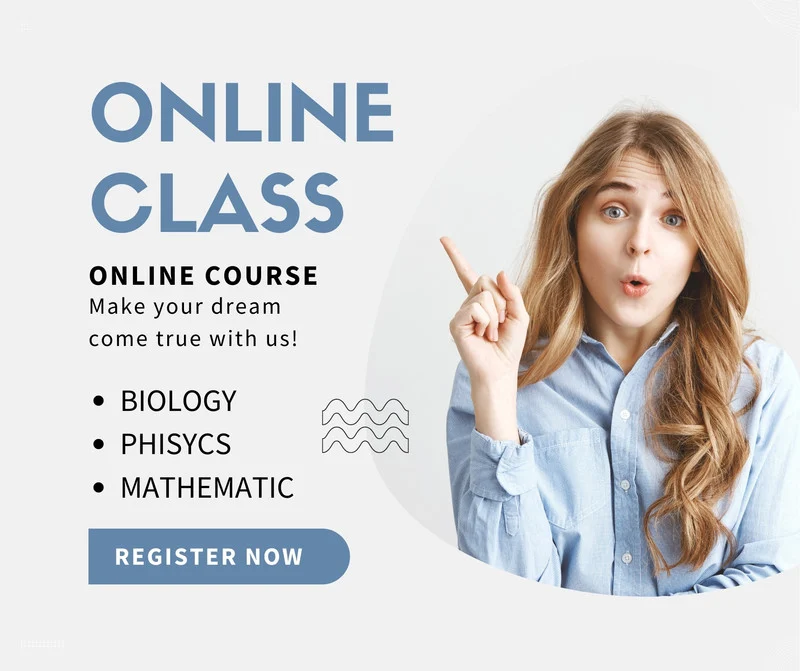 ONLINE
CLASS
ONLINE COURSE
Make your dream
come true with us!
• BIOLOGY
• PHISYCS
• MATHEMATIC
REGISTER NOW